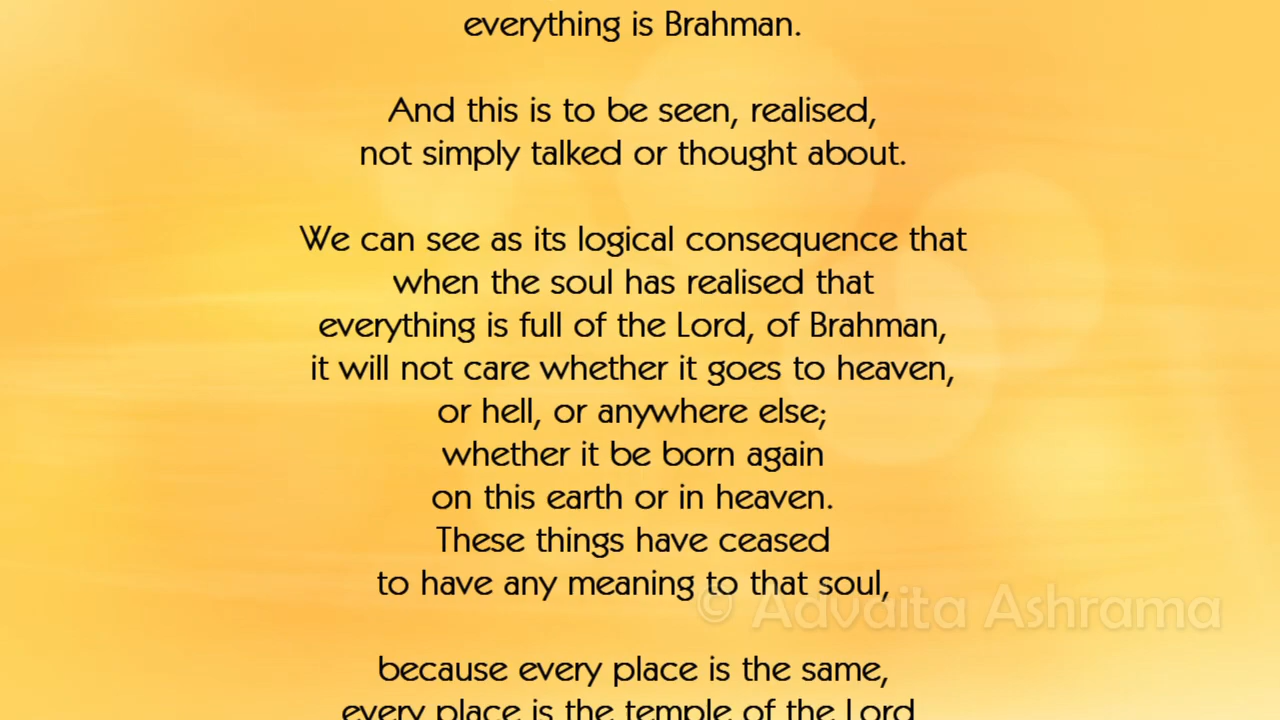 everything is Brahman.
And this is to be seen, realised,
not simply talked or thought about.
We can see as its logical consequence that
when the soul has realised that
everything is full of the Lord, of Brahman,
it will not care whether it goes to heaven,
or hell, or anywhere else;
whether it be born again
on this earth or in heaven.
These things have ceased
to have any meaning to that soul,
© Advaita Ashrama
because every place is the same,
every place is the temple of the Lord